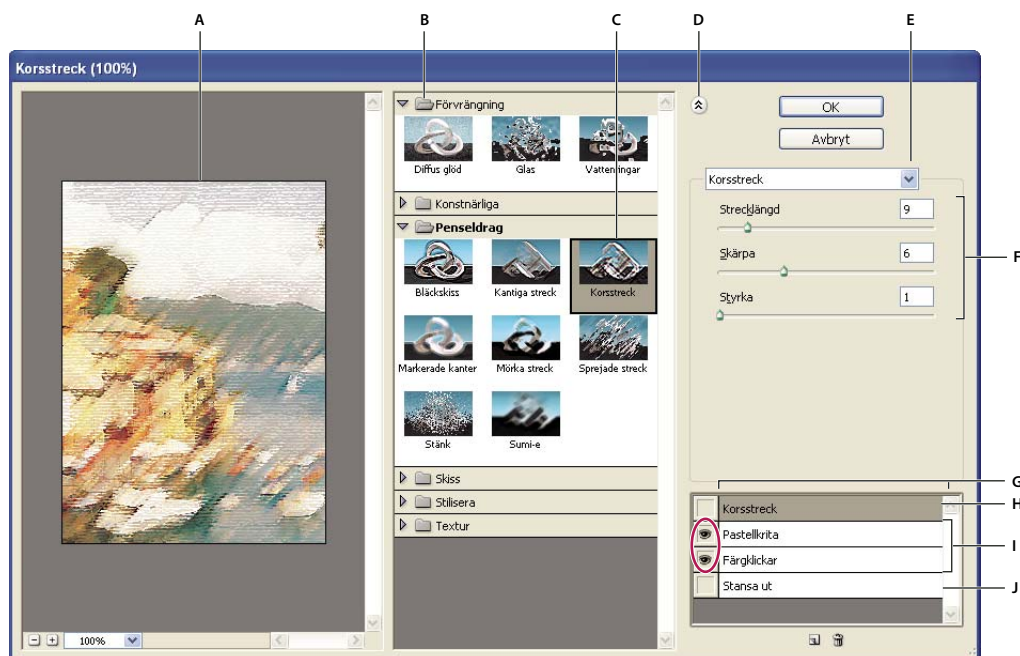 A B C D E
Korsstreck (100%)
Förvrängning
OK
Avbryt
Diffus glöd Glas Vattenringar
Korsstreck
Konstnärliga
Strecklängd 9
Penseldrag
Skärpa 6
F
Bläckskiss Kantiga streck Korsstreck
Styrka 1
Markerade kanter Mörka streck Sprejade streck
Stänk Sumi-e
Skiss
G
Korsstreck
H
Stilisera
Textur
Pastellkrita
I
Färgklickar
Stansa ut
J
100%